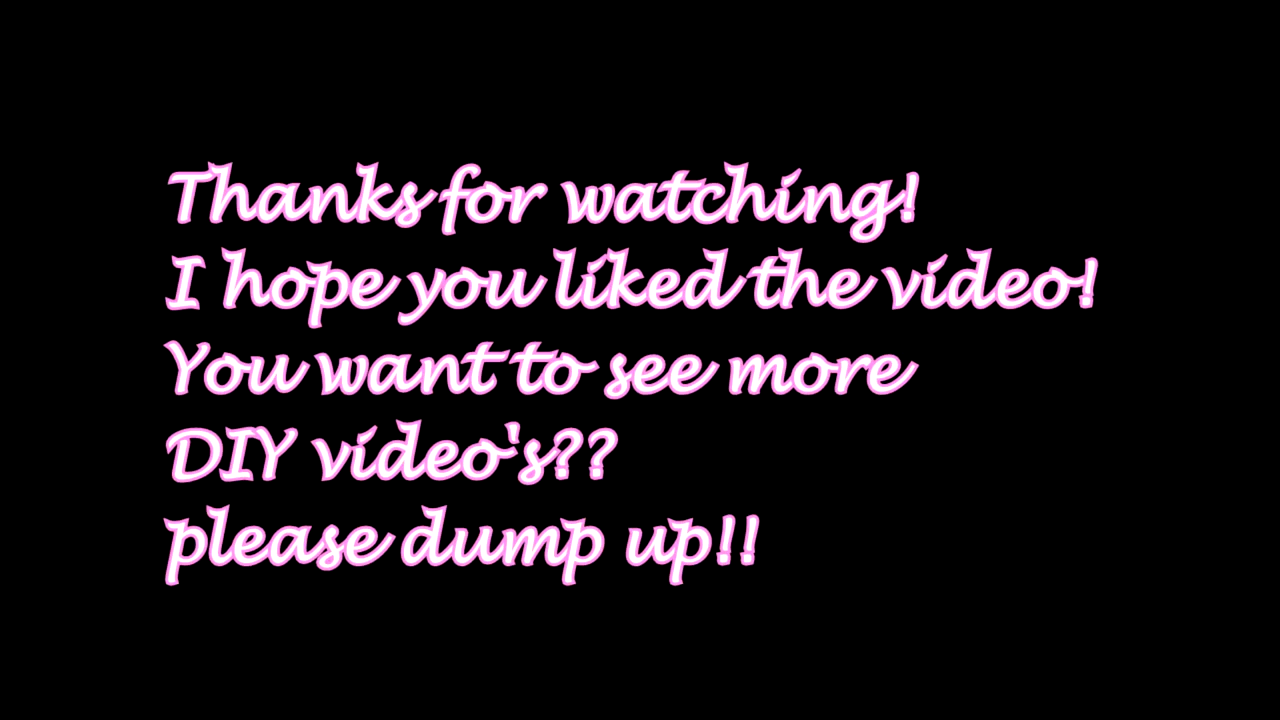 Thanks for watching!
I hope you liked the video!
You want to see more
DIY video's??
please dump up!!